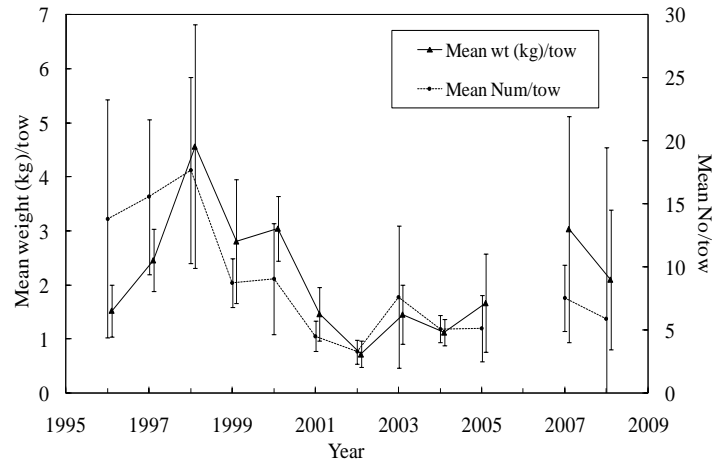 7
6
5
4
3
2
1
0
Mean weight (kg)/tow
30
25
20
15
10
5
0
Mean No/tow
Mean wt (kg)/tow
Mean Num/tow
1995 1997 1999 2001 2003 2005 2007 2009
Year